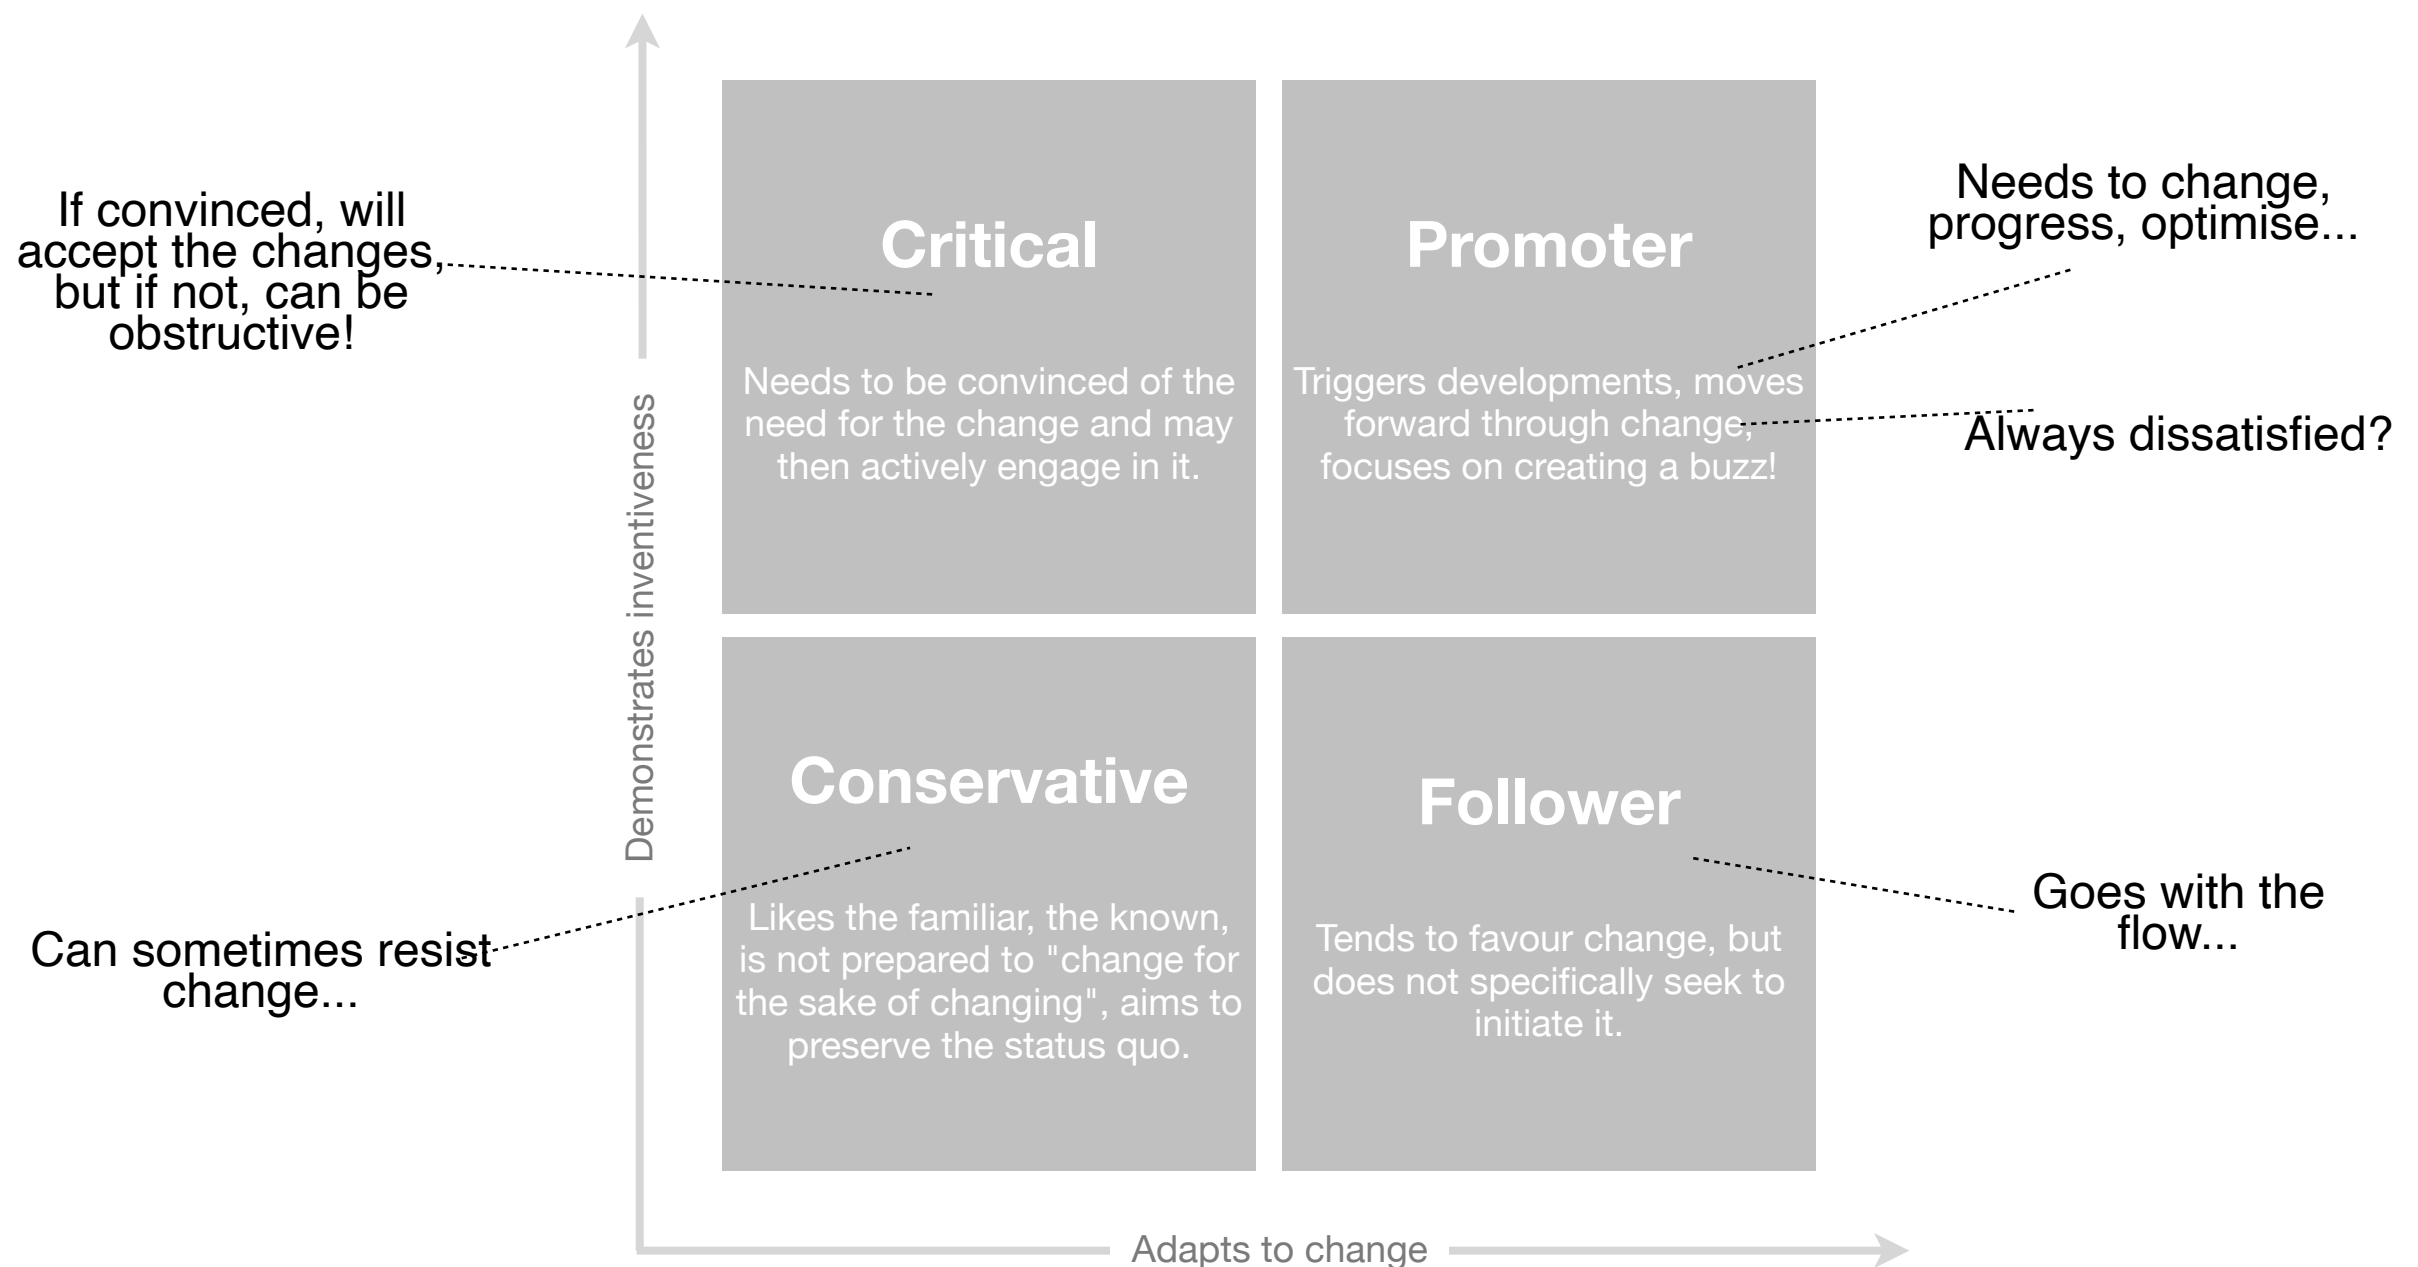 If convinced, will
accept the changes,
but if not, can be
obstructive!
Critical
Needs to be convinced of the
need for the change and may
then actively engage in it.
Promoter
Triggers developments, moves
forward through change,
focuses on creating a buzz!
Needs to change,
progress, optimise...
Always dissatisfied?
Demonstrates inventiveness
Can sometimes resist
change...
Conservative
Likes the familiar, the known,
is not prepared to "change for
the sake of changing", aims to
preserve the status quo.
Follower
Tends to favour change, but
does not specifically seek to
initiate it.
Goes with the
flow...
Adapts to change